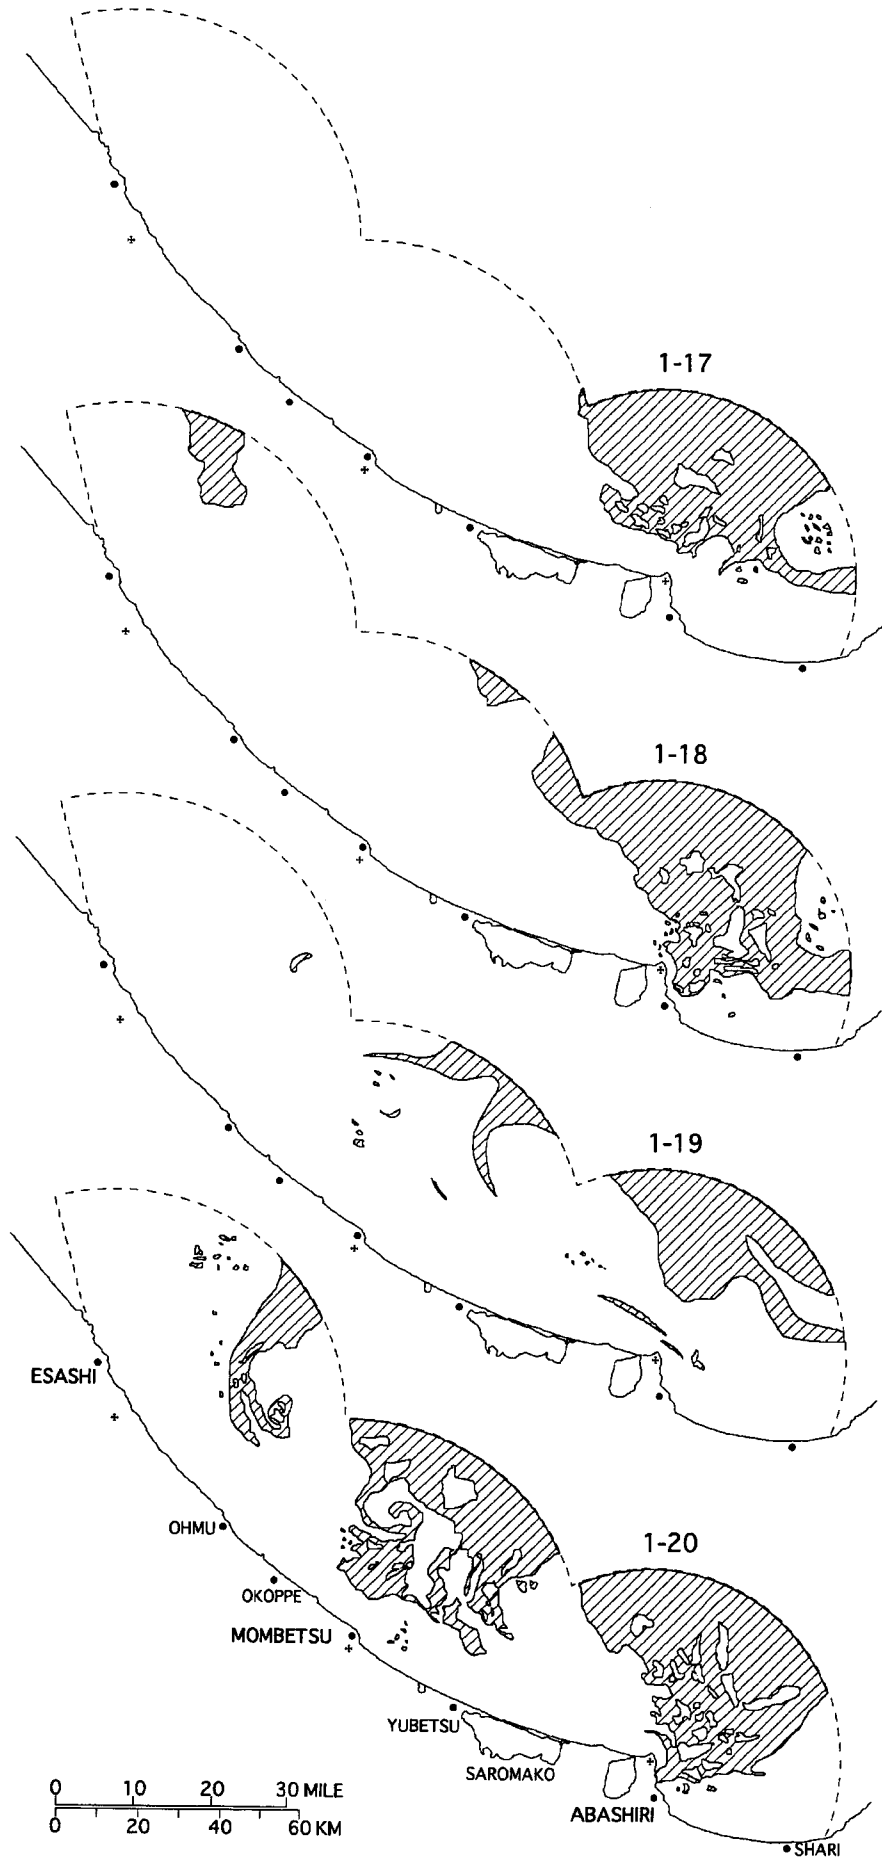 1-17
1-18
1-19
ESASHI
OHMU
1-20
OKOPPE
MOMBETSU
YUBETSU
SAROMAKO
0 10 20 30 MILE
ABASHIRI
0 20 40 60 KM
SHARI